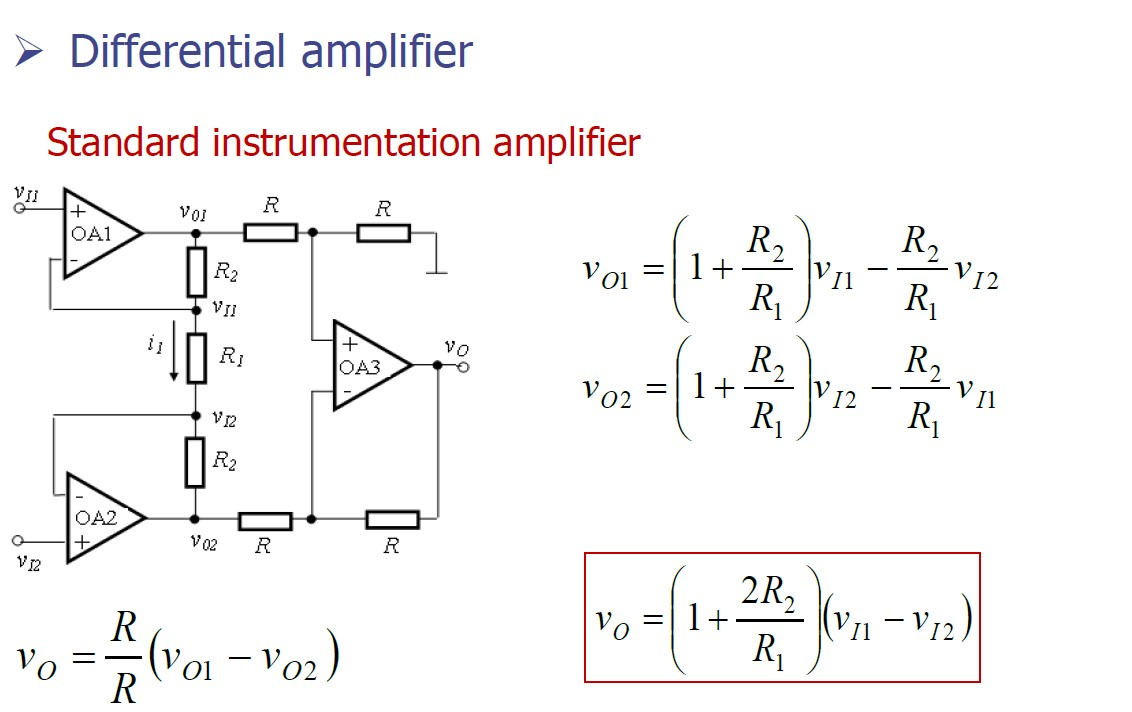 ➢ Differential amplifier
Standard instrumentation amplifier
v_I1
+
OA1
-
v_O1
R
R
R_2
v_I1
i_1
R_1
v_I2
R_2
+
OA3
-
v_O
-
OA2
+
v_I2
v_O2
R
R
v_O1 = (1 + R_2/R_1) v_I1 − R_2/R_1 v_I2
v_O2 = (1 + R_2/R_1) v_I2 − R_2/R_1 v_I1
v_O = R/R (v_O1 − v_O2)
v_O = (1 + 2R_2/R_1)(v_I1 − v_I2)